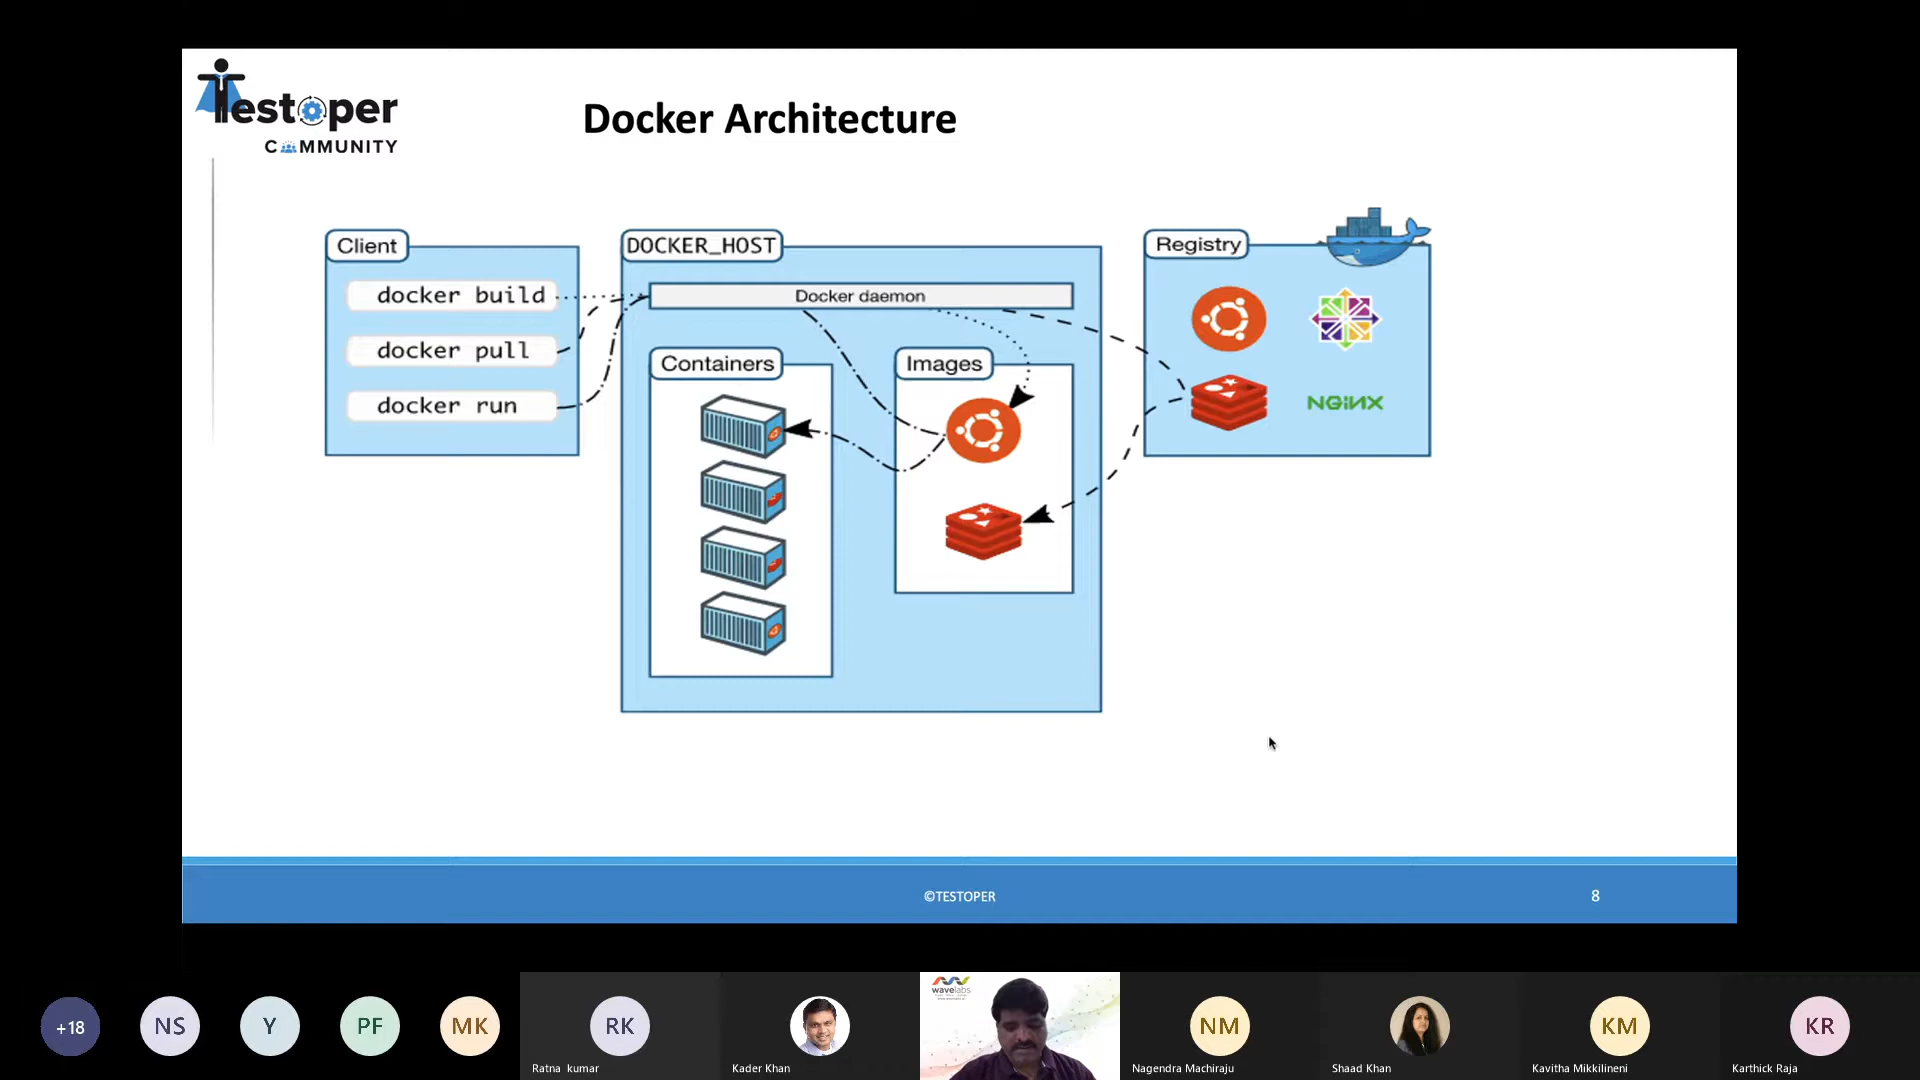 Testoper
COMMUNITY
Docker Architecture
Client
docker build
docker pull
docker run
DOCKER_HOST
Docker daemon
Containers
Images
Registry
NGINX
©TESTOPER
8
+18
NS
Y
PF
MK
RK
Ratna kumar
Kader Khan
wavelabs
NM
Nagendra Machiraju
Shaad Khan
KM
Kavitha Mikkilineni
KR
Karthick Raja